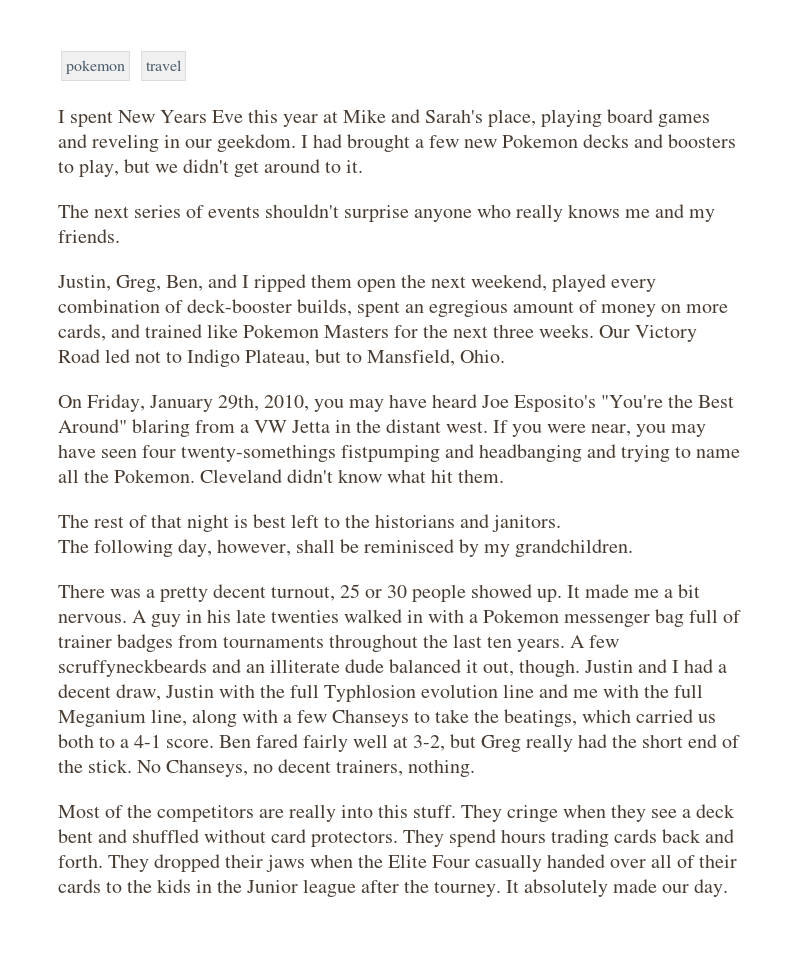 pokemon travel
I spent New Years Eve this year at Mike and Sarah's place, playing board games
and reveling in our geekdom. I had brought a few new Pokemon decks and boosters
to play, but we didn't get around to it.
The next series of events shouldn't surprise anyone who really knows me and my
friends.
Justin, Greg, Ben, and I ripped them open the next weekend, played every
combination of deck-booster builds, spent an egregious amount of money on more
cards, and trained like Pokemon Masters for the next three weeks. Our Victory
Road led not to Indigo Plateau, but to Mansfield, Ohio.
On Friday, January 29th, 2010, you may have heard Joe Esposito's "You're the Best
Around" blaring from a VW Jetta in the distant west. If you were near, you may
have seen four twenty-somethings fistpumping and headbanging and trying to name
all the Pokemon. Cleveland didn't know what hit them.
The rest of that night is best left to the historians and janitors.
The following day, however, shall be reminisced by my grandchildren.
There was a pretty decent turnout, 25 or 30 people showed up. It made me a bit
nervous. A guy in his late twenties walked in with a Pokemon messenger bag full of
trainer badges from tournaments throughout the last ten years. A few
scruffyneckbeards and an illiterate dude balanced it out, though. Justin and I had a
decent draw, Justin with the full Typhlosion evolution line and me with the full
Meganium line, along with a few Chanseys to take the beatings, which carried us
both to a 4-1 score. Ben fared fairly well at 3-2, but Greg really had the short end of
the stick. No Chanseys, no decent trainers, nothing.
Most of the competitors are really into this stuff. They cringe when they see a deck
bent and shuffled without card protectors. They spend hours trading cards back and
forth. They dropped their jaws when the Elite Four casually handed over all of their
cards to the kids in the Junior league after the tourney. It absolutely made our day.